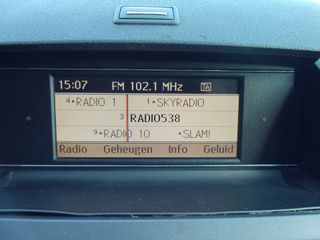 15:07 FM 102.1 MHz TA
4•RADIO 1 1•SKYRADIO
3 RADIO538
9•RADIO 10 •SLAM!
Radio Geheugen Info Geluid